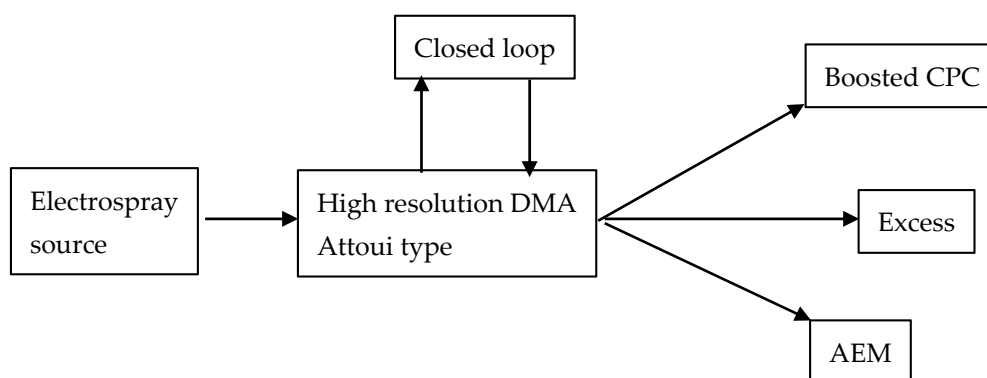 Closed loop
Boosted CPC
Electrospray
source
High resolution DMA
Attoui type
Excess
AEM